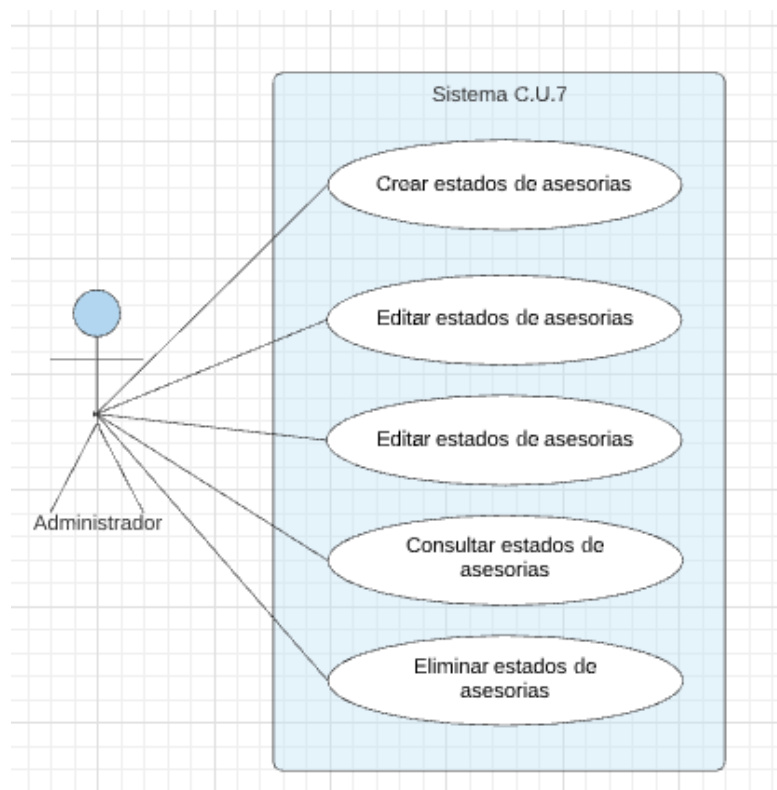 Sistema C.U.7
Crear estados de asesorias
Editar estados de asesorias
Editar estados de asesorias
Consultar estados de
asesorias
Eliminar estados de
asesorias
Administrador